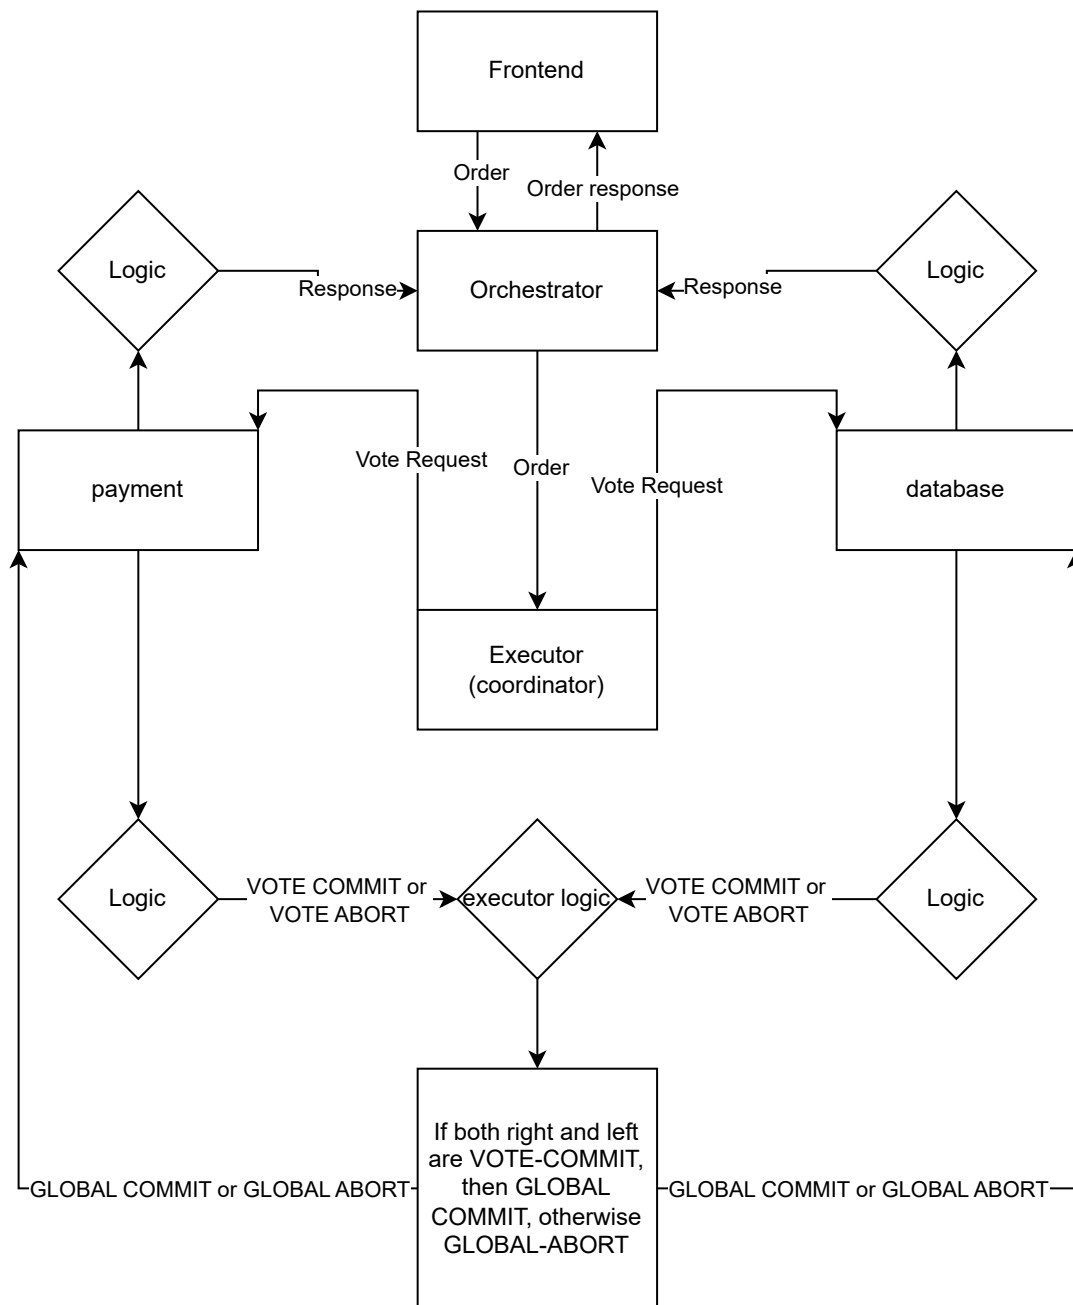 Frontend
Order
Order response
Logic
Response
Orchestrator
Response
Logic
Vote Request
Order
Vote Request
payment
database
Executor
(coordinator)
Logic
VOTE COMMIT or
VOTE ABORT
executor logic
VOTE COMMIT or
VOTE ABORT
Logic
If both right and left
are VOTE-COMMIT,
then GLOBAL
COMMIT, otherwise
GLOBAL-ABORT
GLOBAL COMMIT or GLOBAL ABORT
GLOBAL COMMIT or GLOBAL ABORT